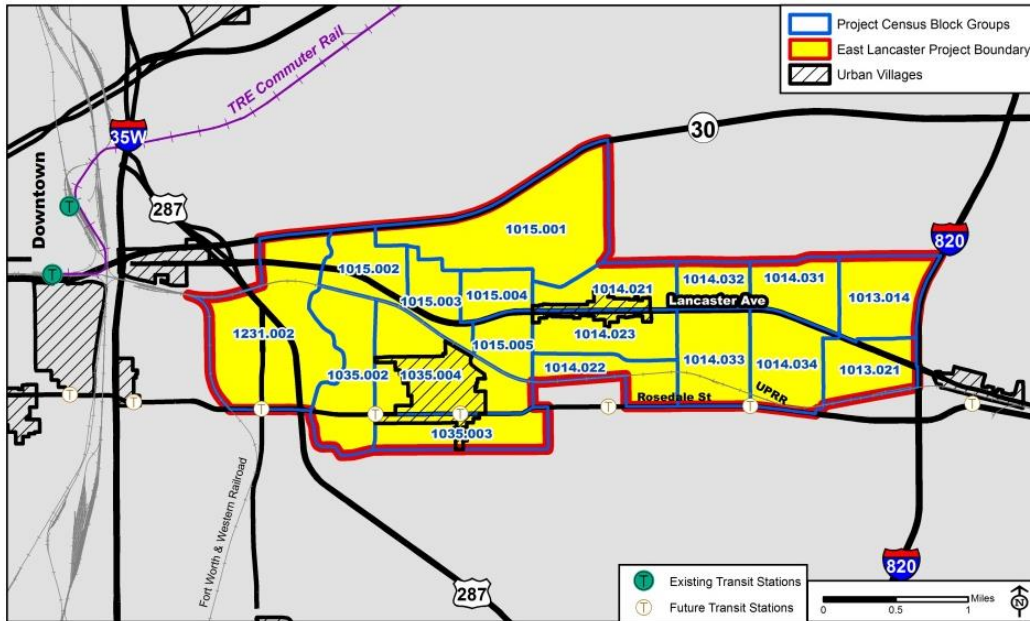 Project Census Block Groups
East Lancaster Project Boundary
Urban Villages
TRE Commuter Rail
30
35W
287
Downtown
T
T
820
1015.001
1015.002
1014.032
1014.031
1014.021
1013.014
1015.003
1015.004
Lancaster Ave
1231.002
1014.023
1015.005
1014.022
1014.033
1014.034
1013.021
1035.002
1035.004
UPRR
Rosedale St
T
T
T
T
T
T
T
T
1035.003
Fort Worth & Western Railroad
820
287
T Existing Transit Stations
T Future Transit Stations
Miles
0 0.5 1
N